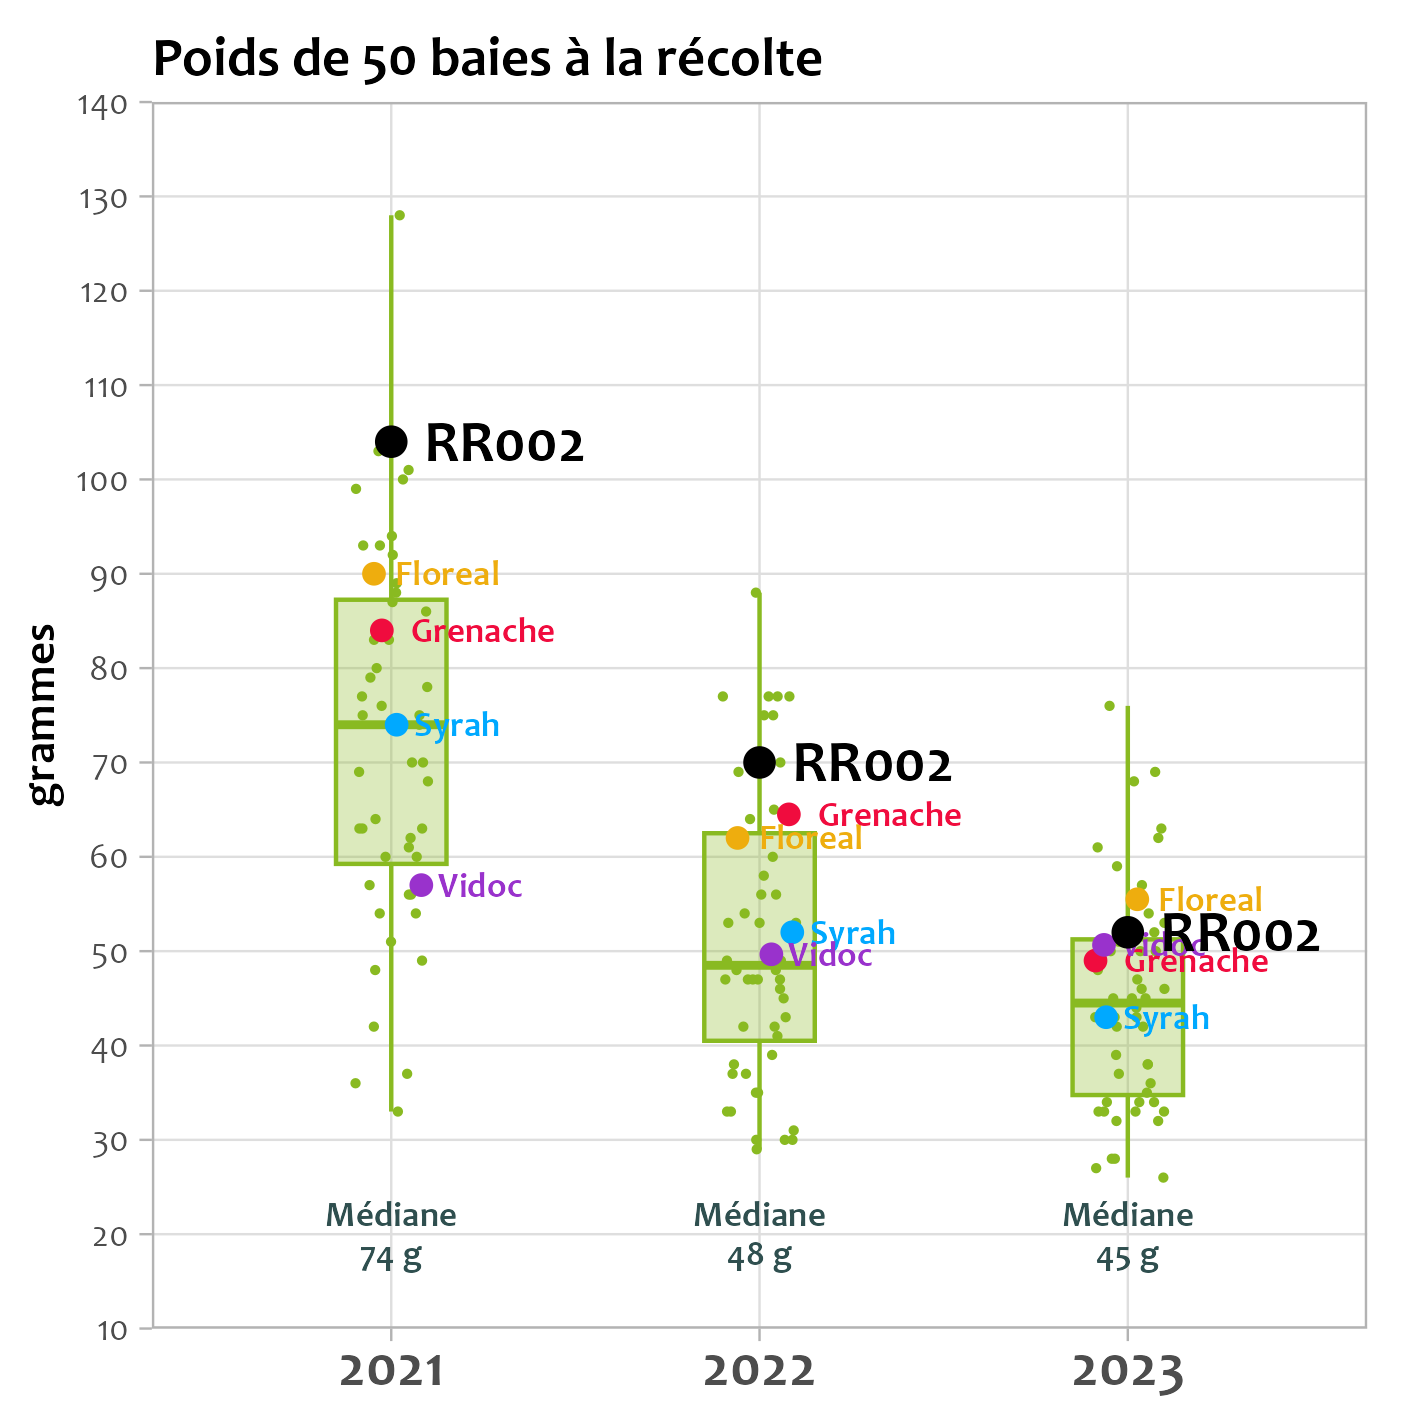 Poids de 50 baies à la récolte
grammes
140
130
120
110
100
90
80
70
60
50
40
30
20
10
RR002
Floreal
Grenache
Syrah
Vidoc
Médiane
74 g
RR002
Grenache
Floreal
Syrah
Vidoc
Médiane
48 g
Floreal
RR002
Vidoc
Grenache
Syrah
Médiane
45 g
2021
2022
2023